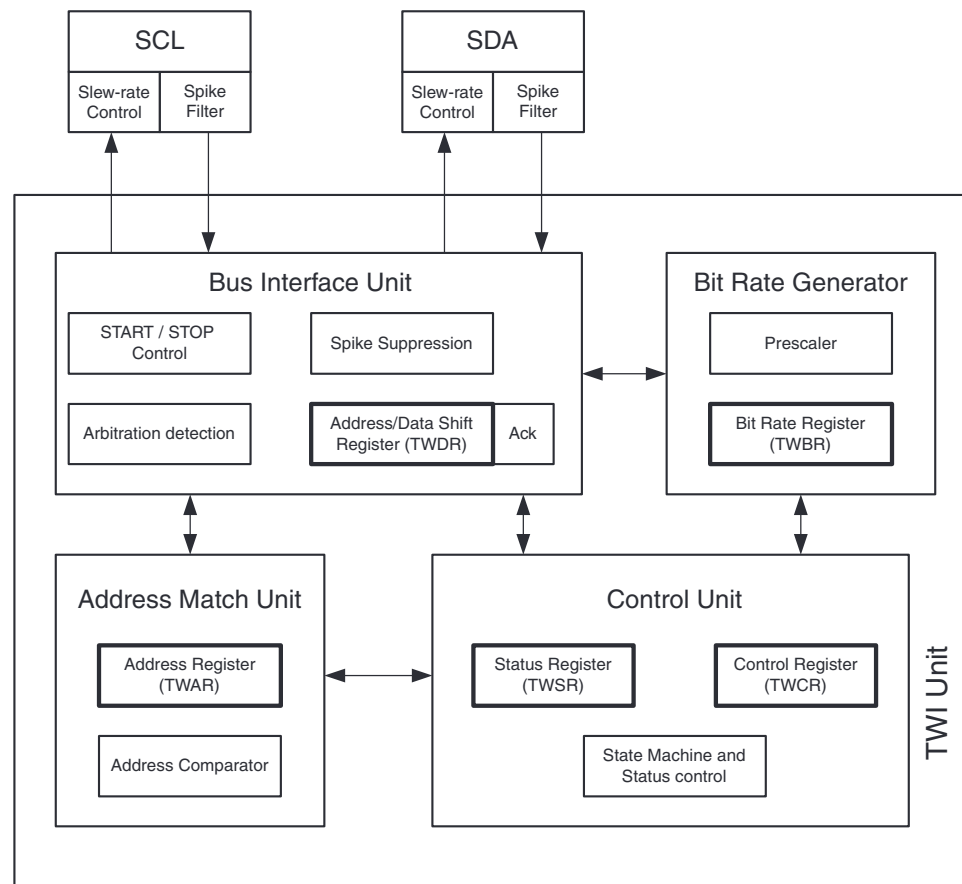 SCL
SDA
Slew-rate
Control
Spike
Filter
Slew-rate
Control
Spike
Filter
Bus Interface Unit
START / STOP
Control
Spike Suppression
Arbitration detection
Address/Data Shift
Register (TWDR)
Ack
Bit Rate Generator
Prescaler
Bit Rate Register
(TWBR)
Address Match Unit
Address Register
(TWAR)
Address Comparator
Control Unit
Status Register
(TWSR)
Control Register
(TWCR)
State Machine and
Status control
TWI Unit